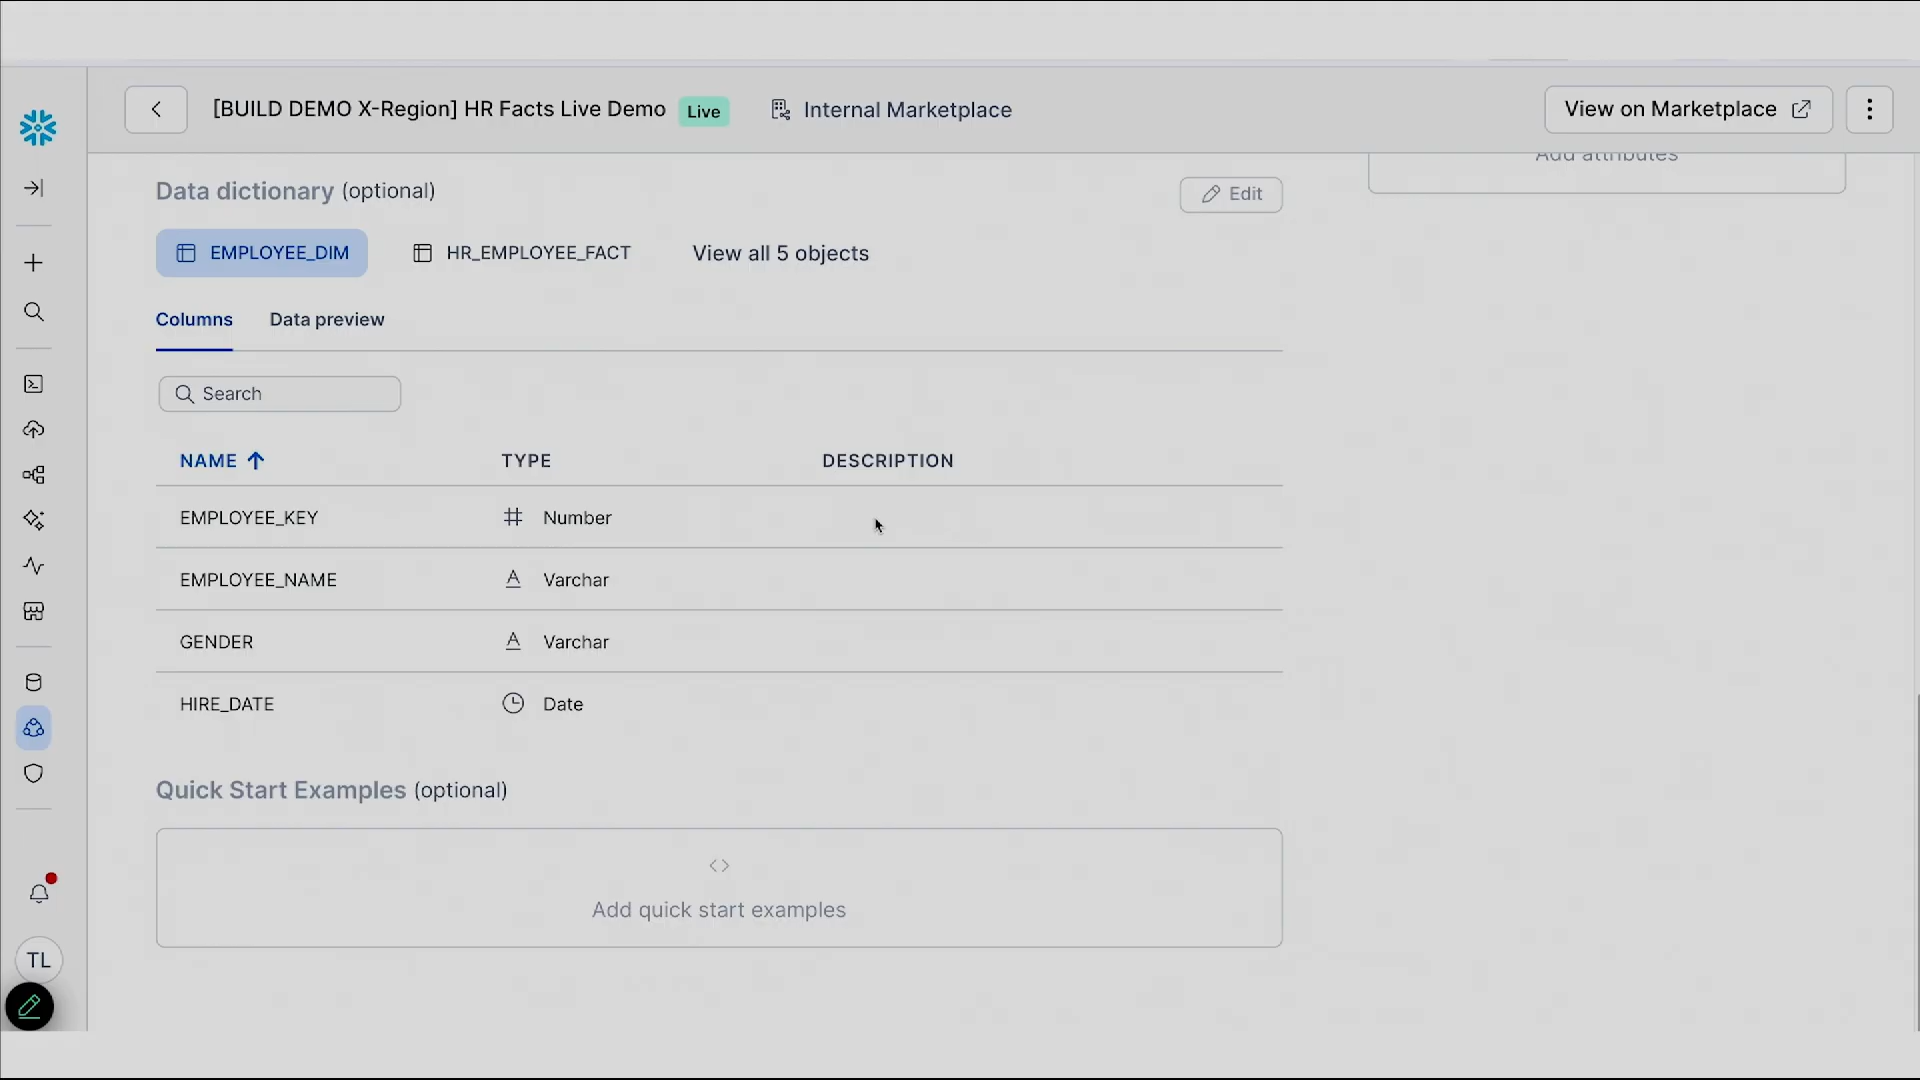 [BUILD DEMO X-Region] HR Facts Live Demo Live Internal Marketplace View on Marketplace
Add attributes
Data dictionary (optional) Edit
EMPLOYEE_DIM HR_EMPLOYEE_FACT View all 5 objects
Columns Data preview
Search
NAME TYPE DESCRIPTION
EMPLOYEE_KEY Number
EMPLOYEE_NAME Varchar
GENDER Varchar
HIRE_DATE Date
Quick Start Examples (optional)
Add quick start examples
TL